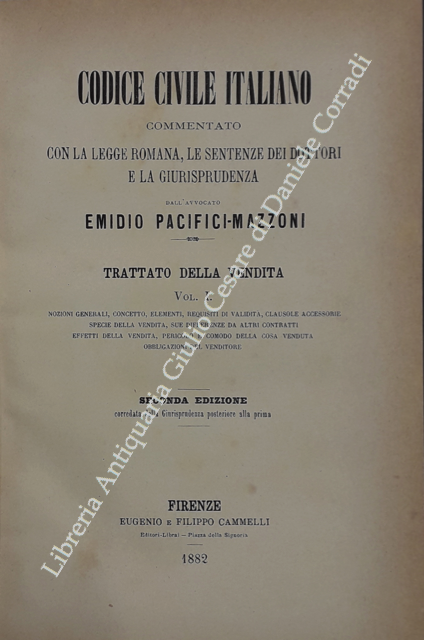 CODICE CIVILE ITALIANO
COMMENTATO
CON LA LEGGE ROMANA, LE SENTENZE DEI DOTTORI
E LA GIURISPRUDENZA
DALL'AVVOCATO
EMIDIO PACIFICI-MAZZONI
TRATTATO DELLA VENDITA
VOL. I.
NOZIONI GENERALI, CONCETTO, ELEMENTI, REQUISITI DI VALIDITÀ, CLAUSOLE ACCESSORIE
SPECIE DELLA VENDITA, SUE DIFFERENZE DA ALTRI CONTRATTI
EFFETTI DELLA VENDITA, PERICOLO E COMODO DELLA COSA VENDUTA
OBBLIGAZIONI DEL VENDITORE
SECONDA EDIZIONE
corredata della Giurisprudenza posteriore alla prima
FIRENZE
EUGENIO E FILIPPO CAMMELLI
Editori-Librai — Piazza della Signoria
1882
Libreria Antiquaria Giulio Cesare di Daniele Corradi